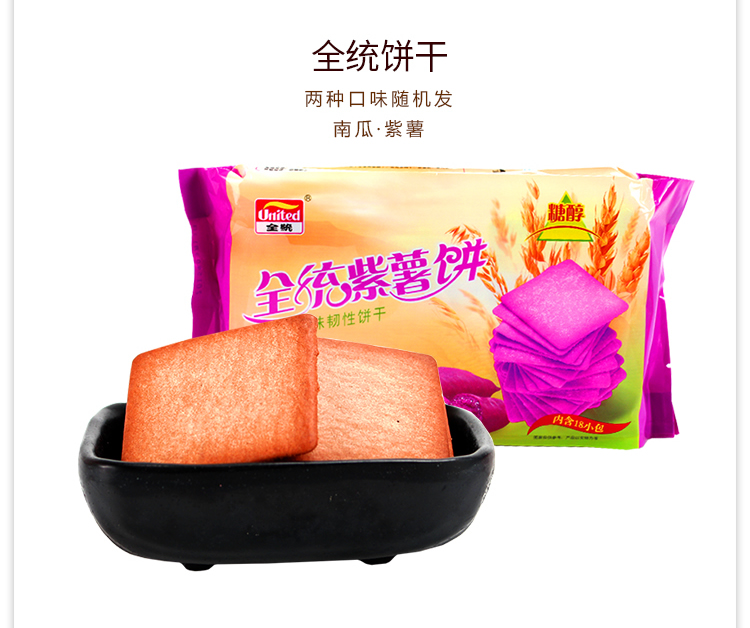 全统饼干
两种口味随机发
南瓜·紫薯
United®
全統
糖醇
全统紫薯饼
味韧性饼干
内含18小包